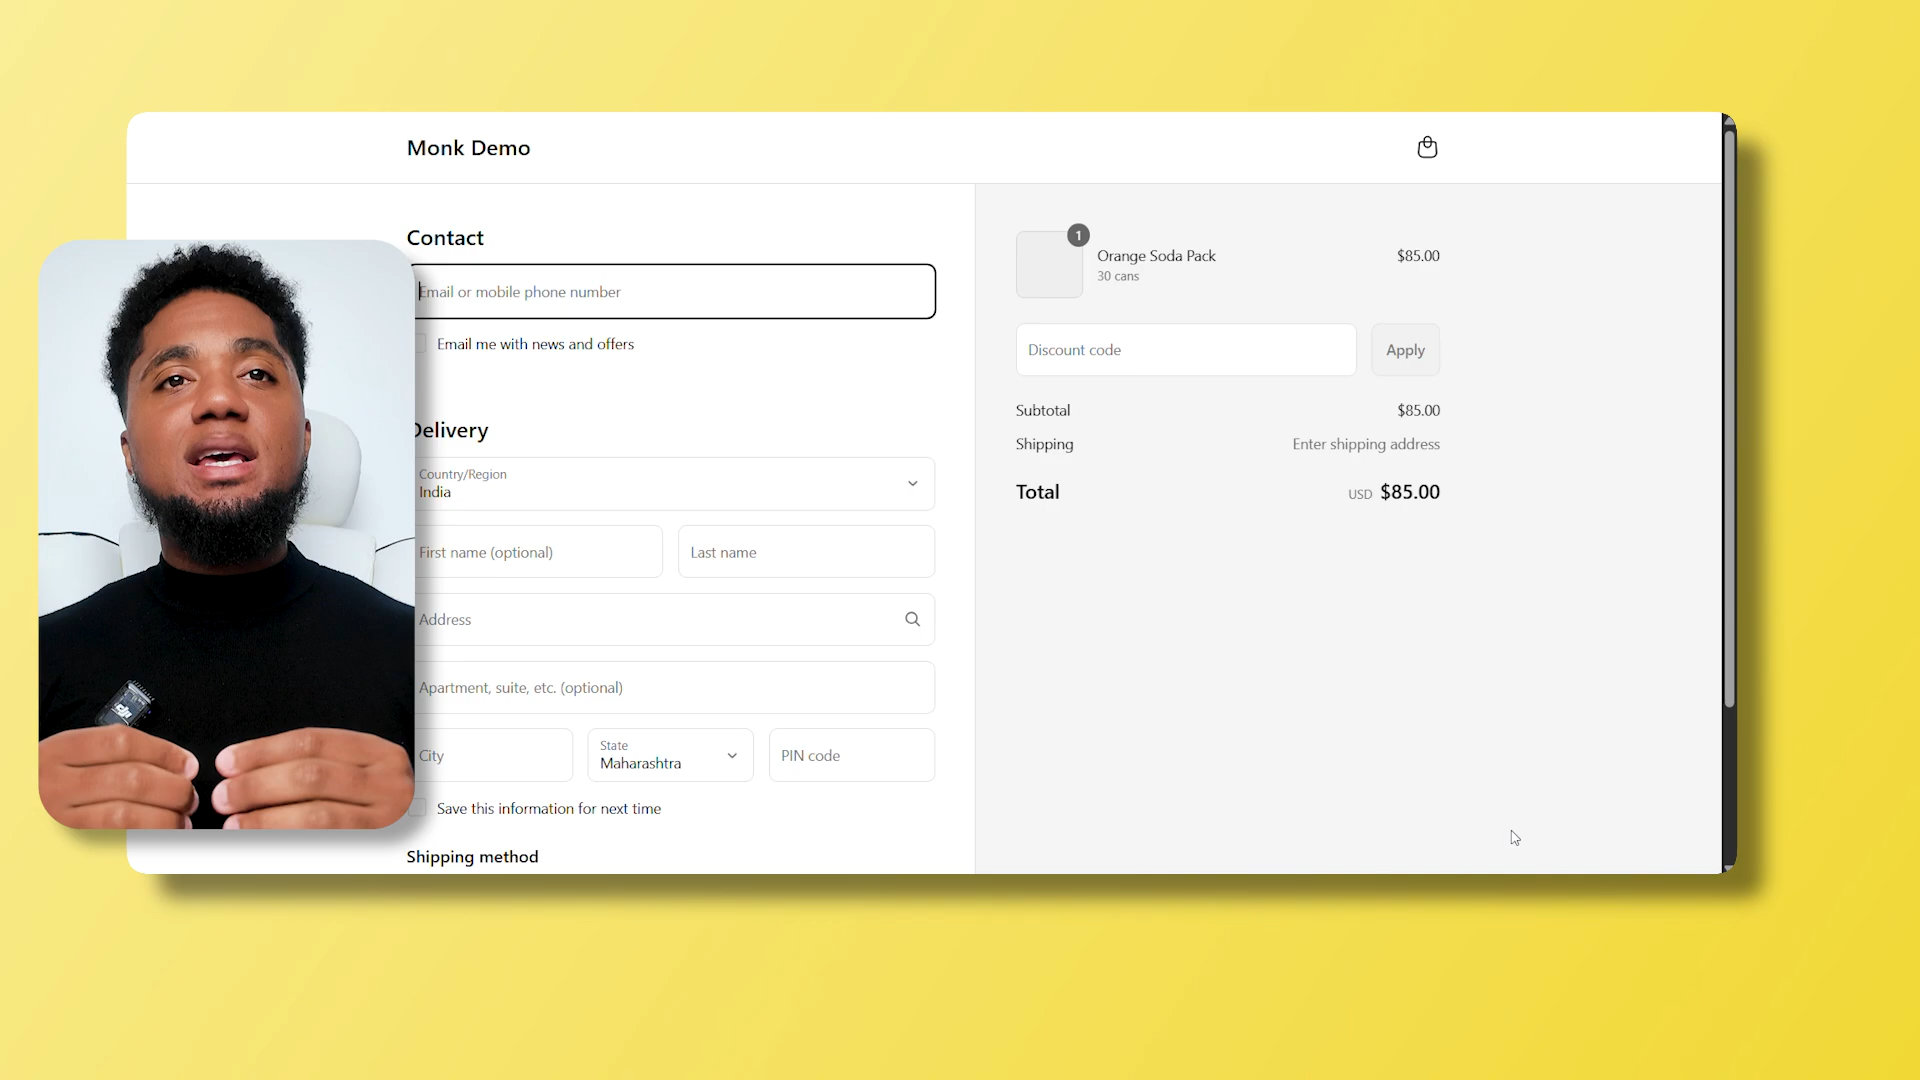 Monk Demo
Contact
Email or mobile phone number
Email me with news and offers
Delivery
Country/Region
India
First name (optional)
Last name
Address
Apartment, suite, etc. (optional)
City
State
Maharashtra
PIN code
Save this information for next time
Shipping method
1
Orange Soda Pack
$85.00
30 cans
Discount code
Apply
Subtotal
$85.00
Shipping
Enter shipping address
Total
USD $85.00
dji